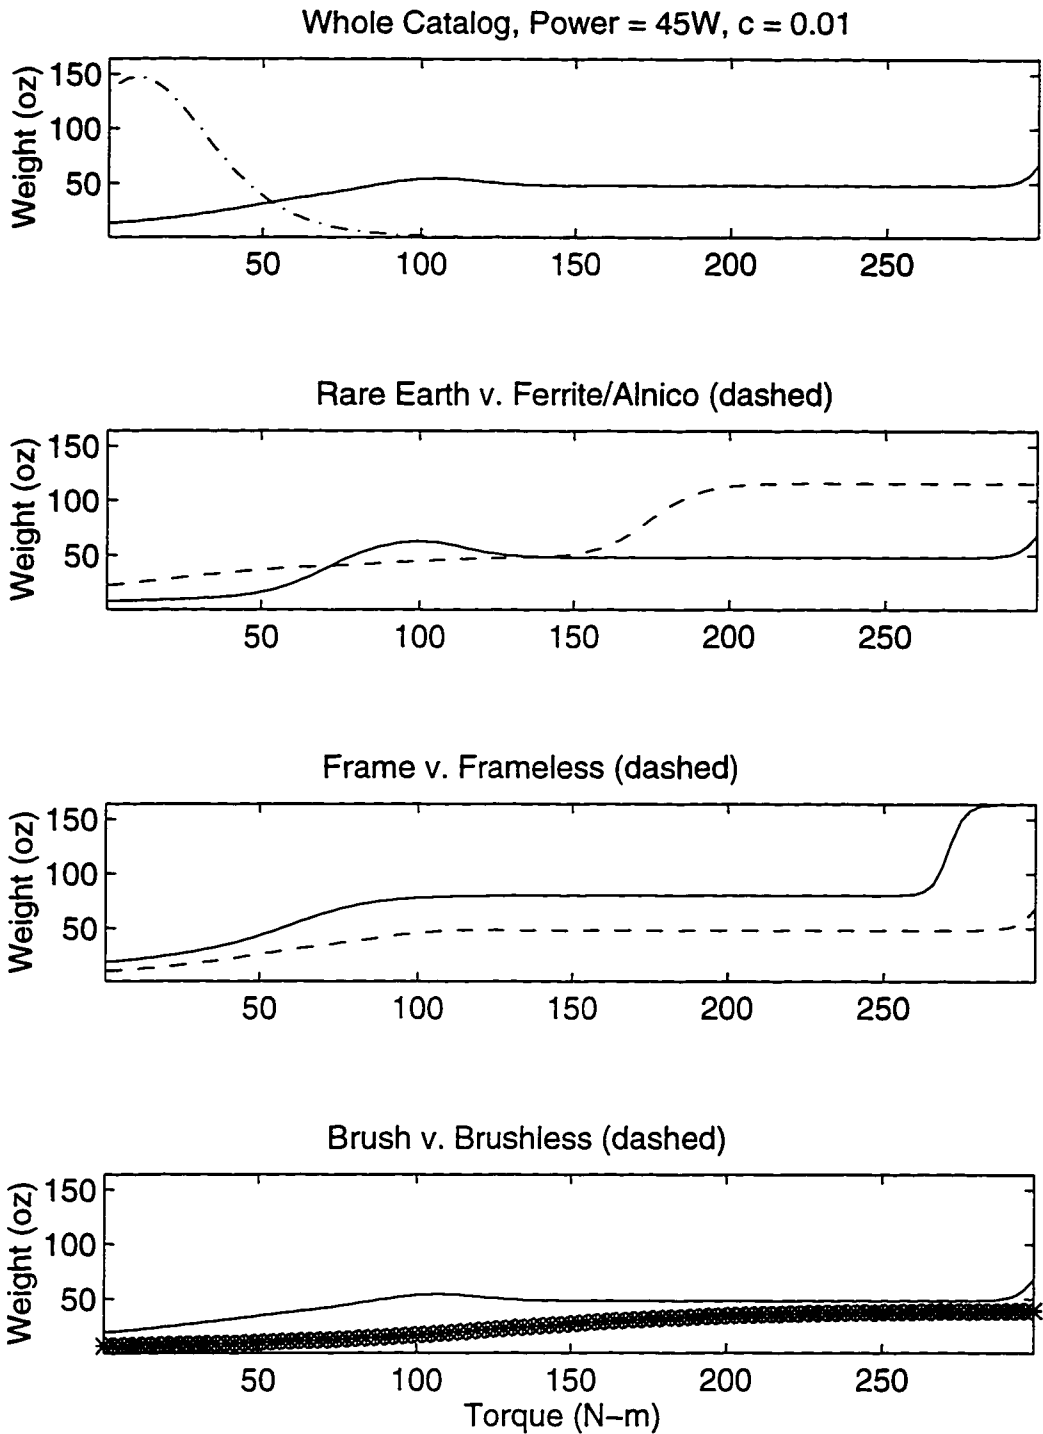 Whole Catalog, Power = 45W, c = 0.01
Weight (oz)
150
100
50
50 100 150 200 250
Rare Earth v. Ferrite/Alnico (dashed)
Weight (oz)
150
100
50
50 100 150 200 250
Frame v. Frameless (dashed)
Weight (oz)
150
100
50
50 100 150 200 250
Brush v. Brushless (dashed)
Weight (oz)
150
100
50
50 100 150 200 250
Torque (N-m)